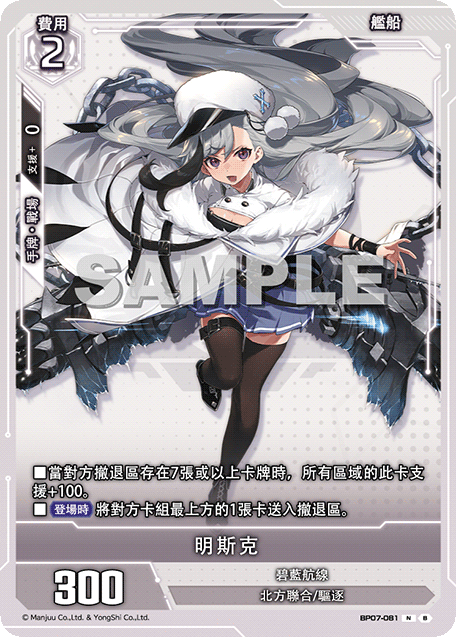 費用
2
艦船
支援+ 0
手牌・戰場
SAMPLE
■當對方撤退區存在7張或以上卡牌時，所有區域的此卡支
援+100。
■ 登場時 將對方卡組最上方的1張卡送入撤退區。
明斯克
300
碧藍航線
北方聯合/驅逐
© Manjuu Co.,Ltd. & YongShi Co.,Ltd.
BP07-081 N B